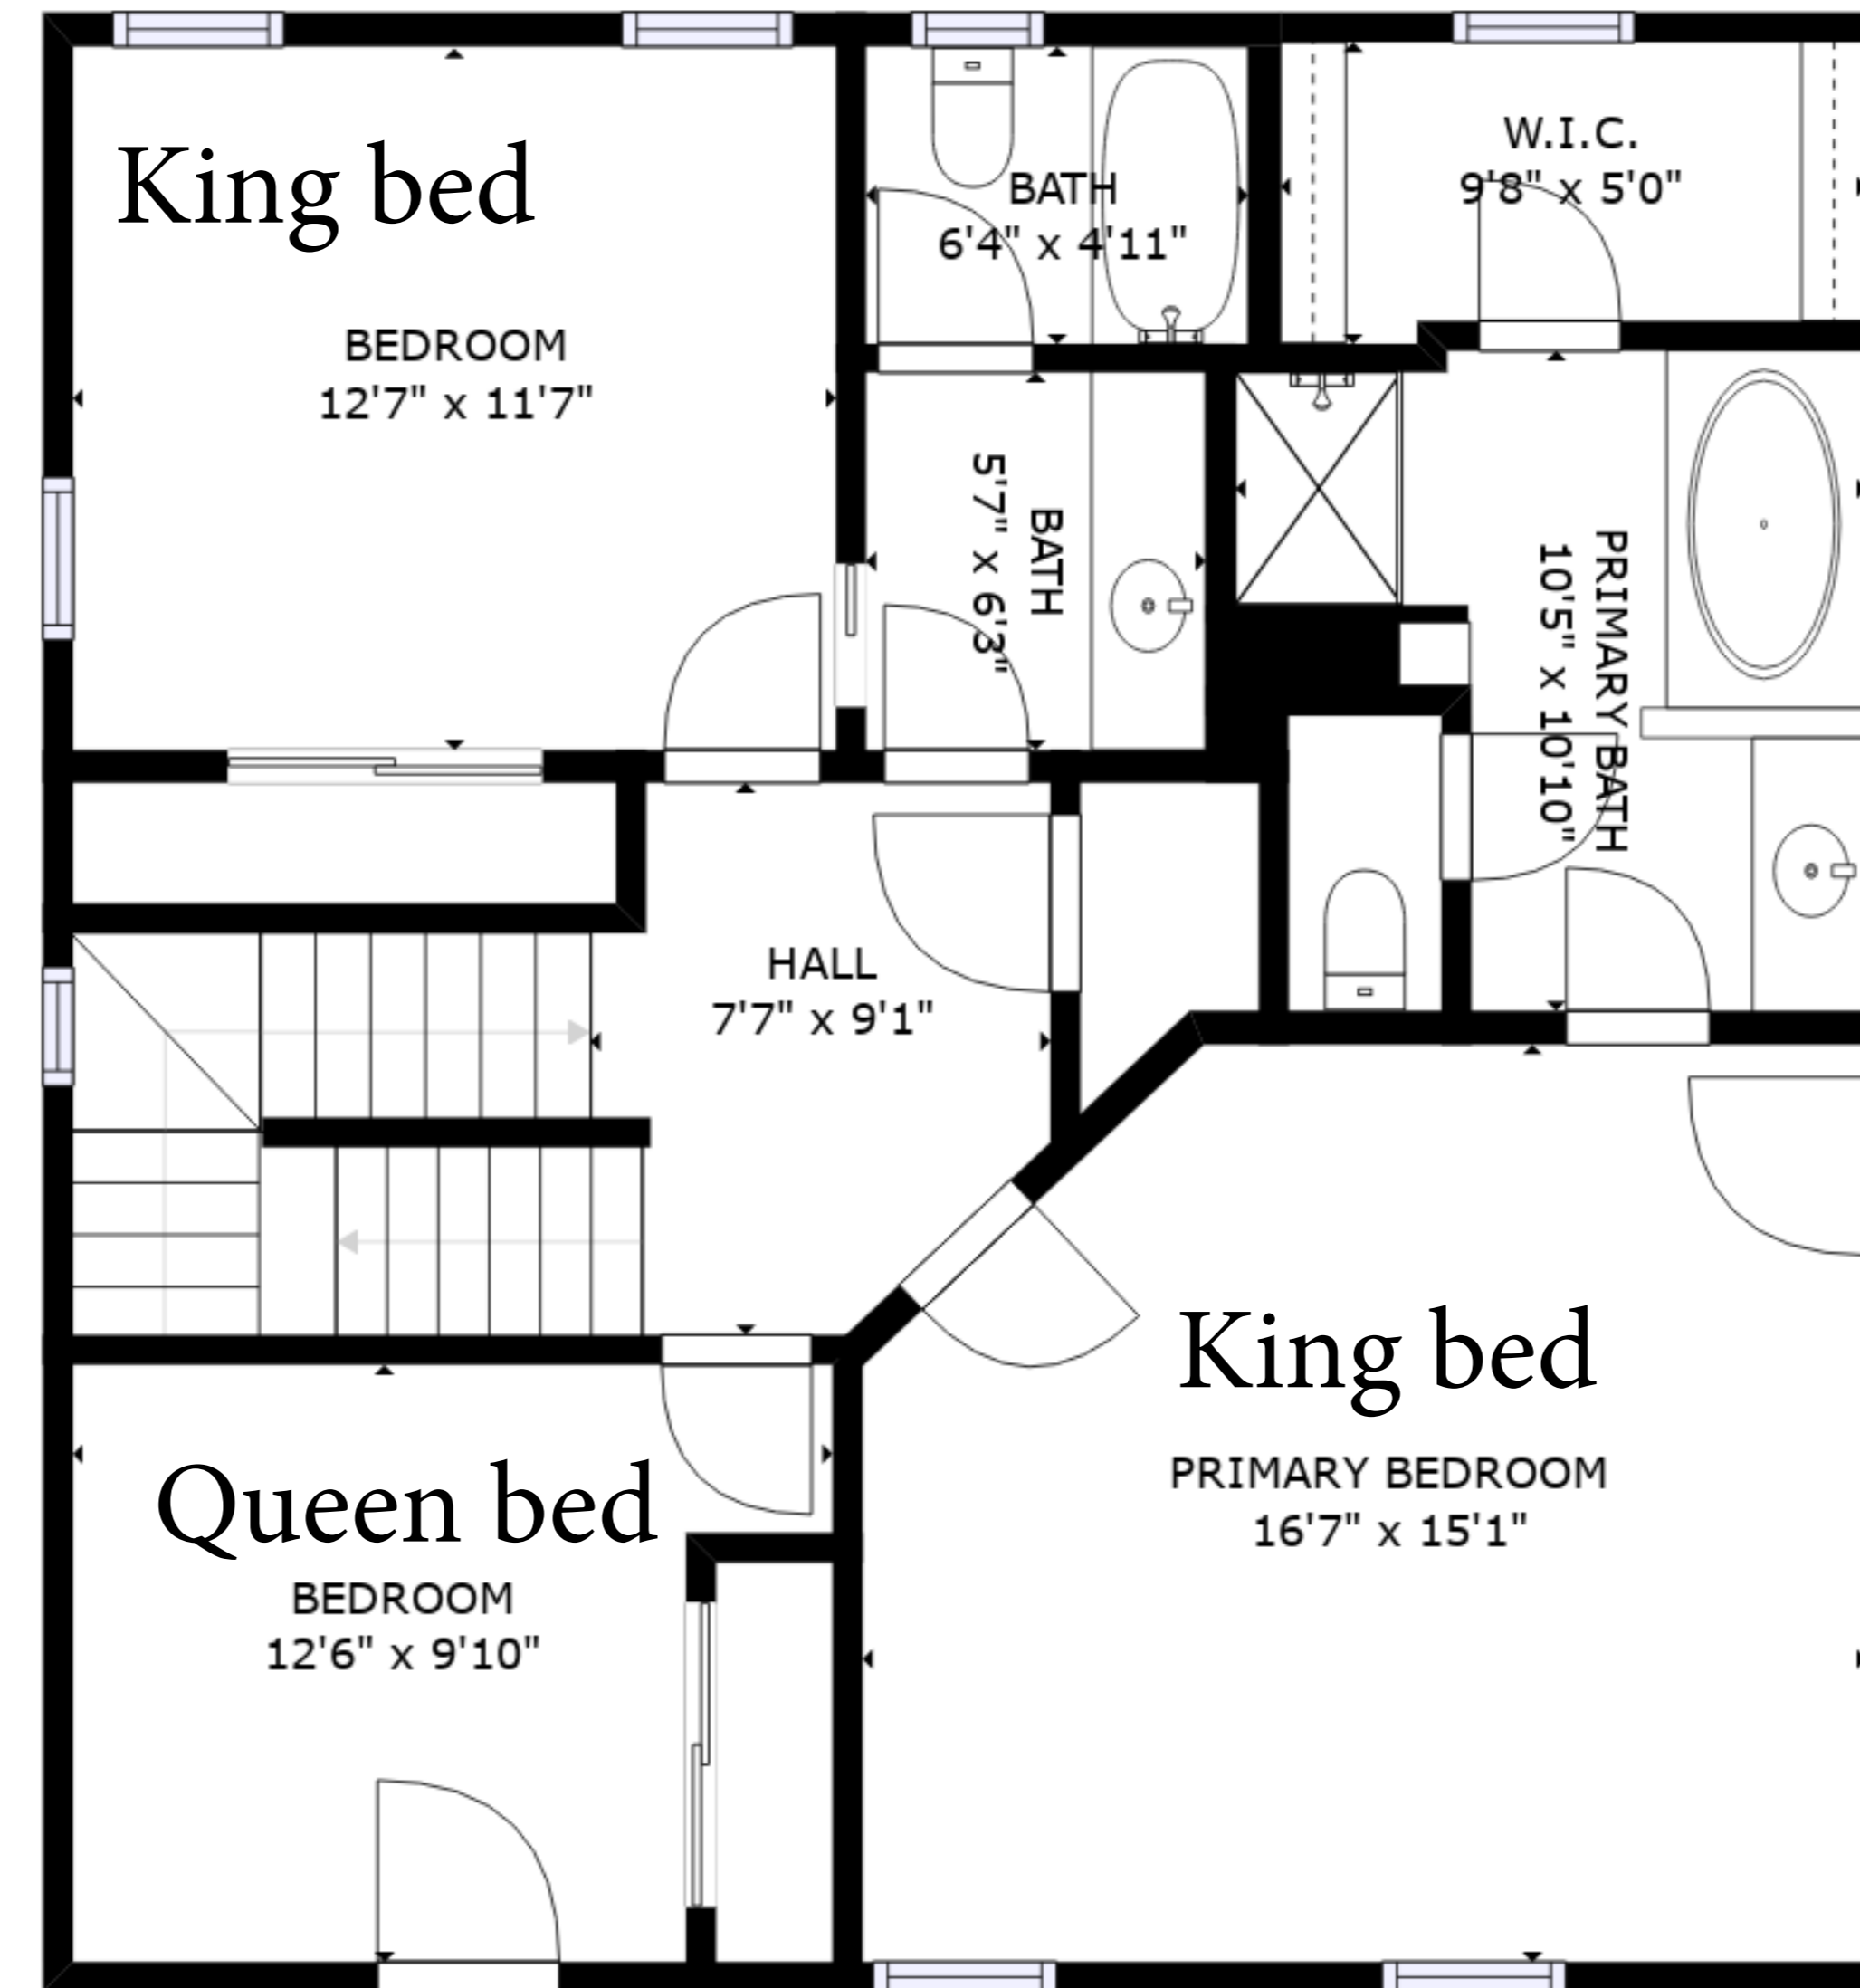 King bed
BEDROOM
12'7" x 11'7"
BATH
6'4" x 4'11"
W.I.C.
9'8" x 5'0"
BATH
5'7" x 6'3"
PRIMARY BATH
10'5" x 10'10"
HALL
7'7" x 9'1"
King bed
PRIMARY BEDROOM
16'7" x 15'1"
Queen bed
BEDROOM
12'6" x 9'10"